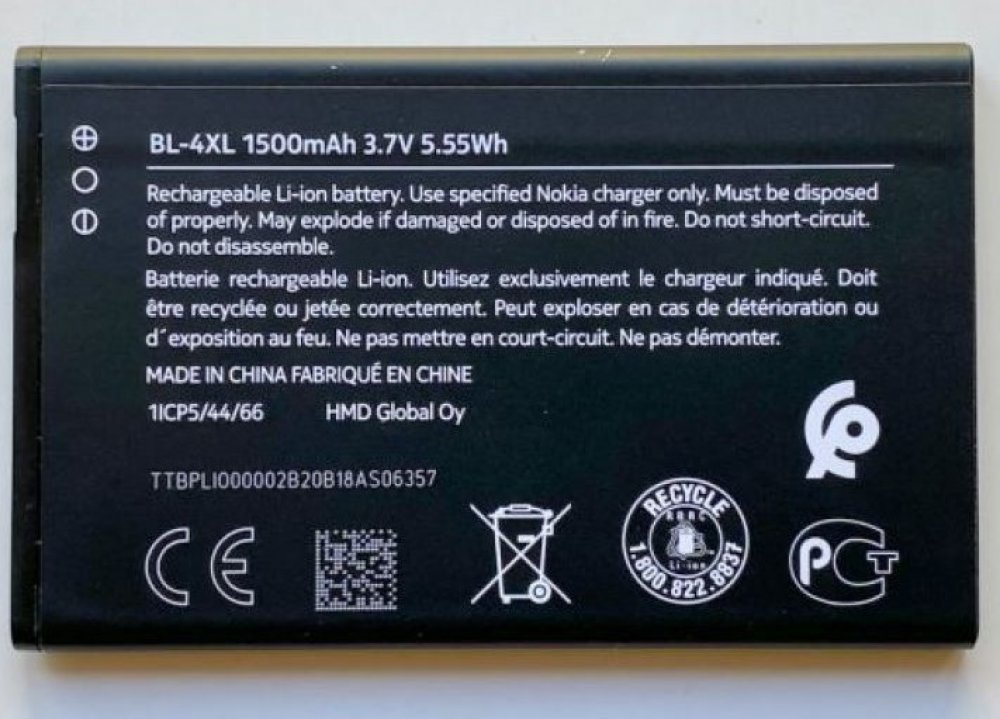 BL-4XL 1500mAh 3.7V 5.55Wh
Rechargeable Li-ion battery. Use specified Nokia charger only. Must be disposed
of properly. May explode if damaged or disposed of in fire. Do not short-circuit.
Do not disassemble.
Batterie rechargeable Li-ion. Utilisez exclusivement le chargeur indiqué. Doit
être recyclée ou jetée correctement. Peut exploser en cas de détérioration ou
d´exposition au feu. Ne pas mettre en court-circuit. Ne pas démonter.
MADE IN CHINA FABRIQUÉ EN CHINE
1ICP5/44/66 HMD Global Oy
TTBPLI000002B20B18AS06357
CE
RECYCLE
RBRC
Li-ion
1.800.822.8837
PCT